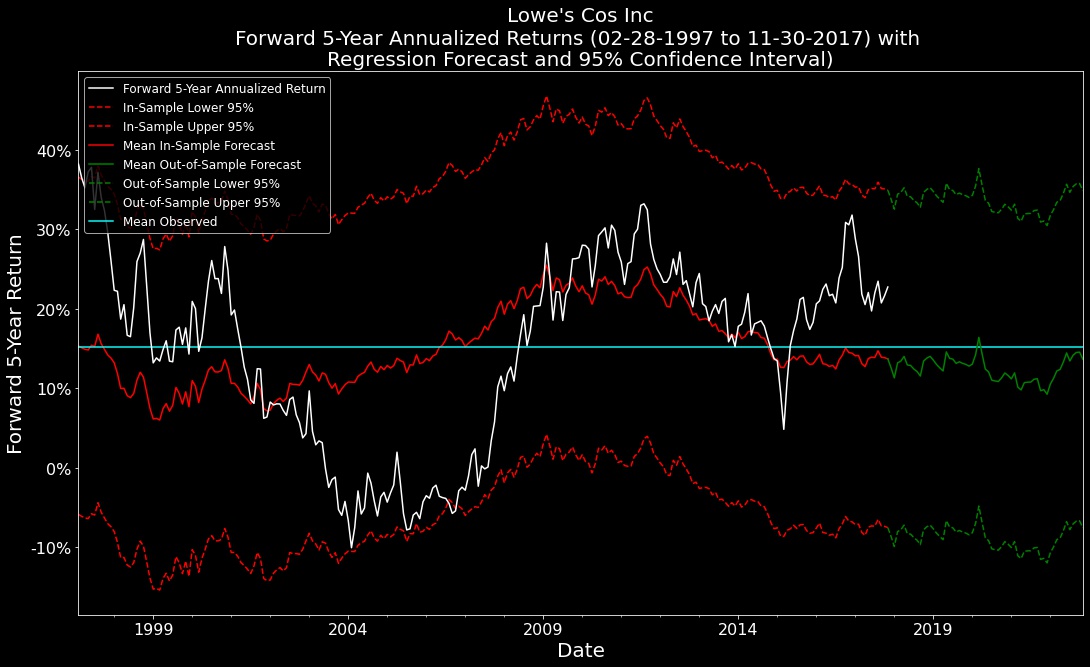 Lowe's Cos Inc
Forward 5-Year Annualized Returns (02-28-1997 to 11-30-2017) with
Regression Forecast and 95% Confidence Interval)
Forward 5-Year Annualized Return
In-Sample Lower 95%
In-Sample Upper 95%
Mean In-Sample Forecast
Mean Out-of-Sample Forecast
Out-of-Sample Lower 95%
Out-of-Sample Upper 95%
Mean Observed
Forward 5-Year Return
40%
30%
20%
10%
0%
-10%
1999
2004
2009
2014
2019
Date